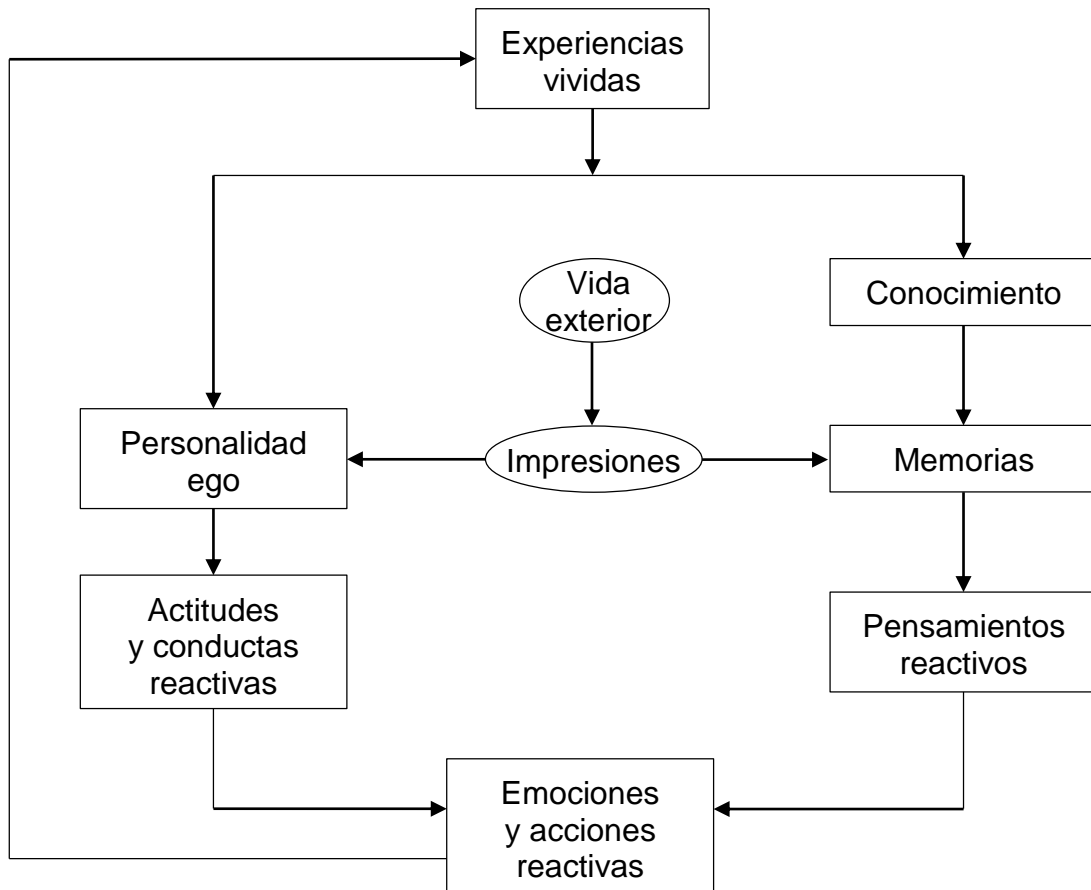 Experiencias
vividas
Vida
exterior
Conocimiento
Personalidad
ego
Impresiones
Memorias
Actitudes
y conductas
reactivas
Pensamientos
reactivos
Emociones
y acciones
reactivas